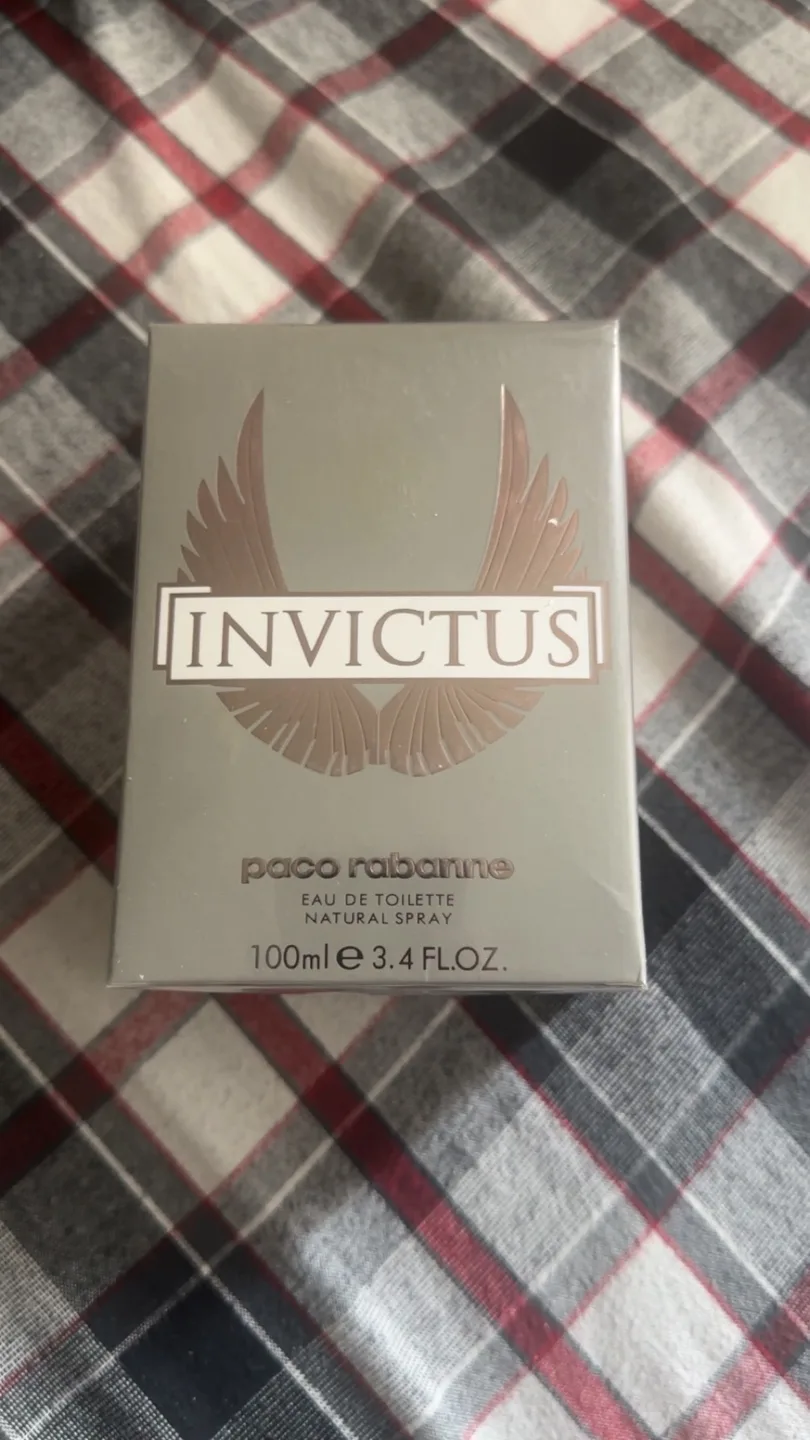 INVICTUS
paco rabanne
EAU DE TOILETTE
NATURAL SPRAY
100ml e 3.4 FL.OZ.